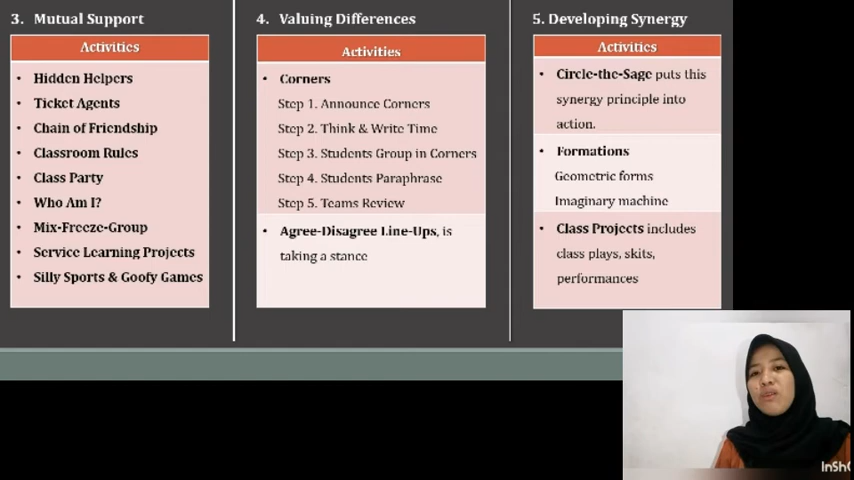 3. Mutual Support
Activities
• Hidden Helpers
• Ticket Agents
• Chain of Friendship
• Classroom Rules
• Class Party
• Who Am I?
• Mix-Freeze-Group
• Service Learning Projects
• Silly Sports & Goofy Games
4. Valuing Differences
Activities
• Corners
Step 1. Announce Corners
Step 2. Think & Write Time
Step 3. Students Group in Corners
Step 4. Students Paraphrase
Step 5. Teams Review
• Agree-Disagree Line-Ups, is
taking a stance
5. Developing Synergy
Activities
• Circle-the-Sage puts this
synergy principle into
action.
• Formations
Geometric forms
Imaginary machine
• Class Projects includes
class plays, skits,
performances